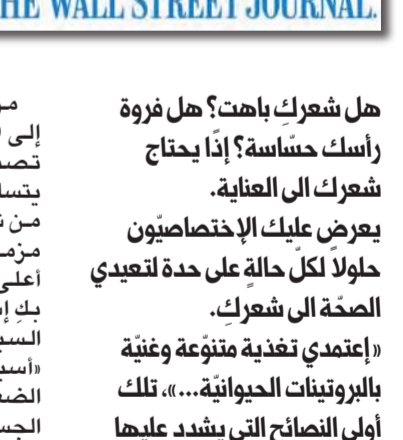 THE WALL STREET JOURNAL.
هل شعركِ باهت؟ هل فروة
رأسك حسّاسة؟ إذًا يحتاج
شعرك الى العناية.
يعرض عليك الإختصاصيّون
حلولاً لكلّ حالةٍ على حدة لتعيدي
الصحّة الى شعركِ.
«إعتمدي تغذية متنوّعة وغنيّة
بالبروتينات الحيوانيّة...»، تلك
أولى النصائح التي يشدد عليها
إلى
أعلى